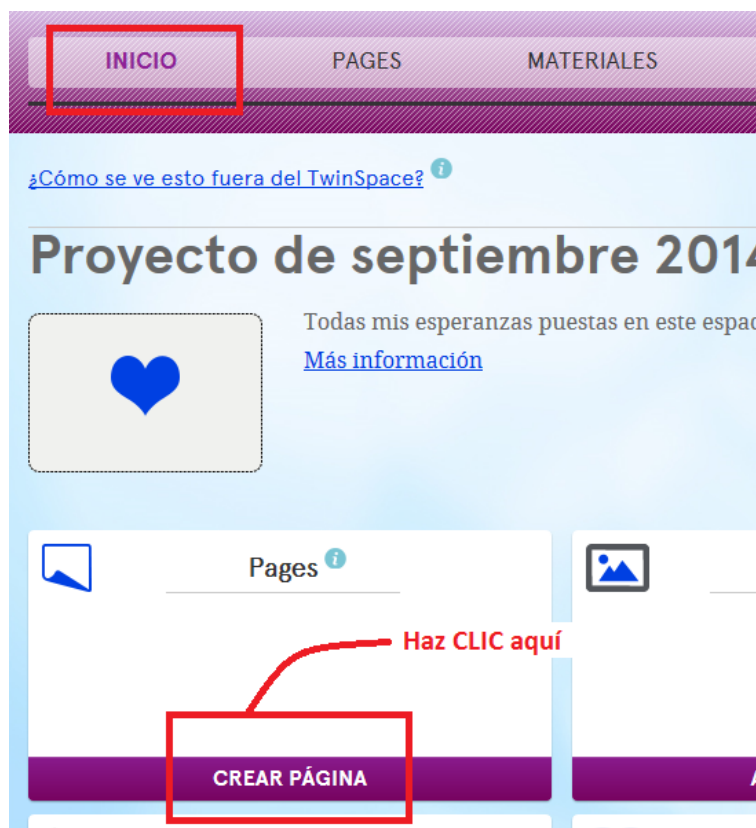 INICIO PAGES MATERIALES
¿Cómo se ve esto fuera del TwinSpace? i
Proyecto de septiembre 2014
Todas mis esperanzas puestas en este
Más información
Pages i
Haz CLIC aquí
CREAR PÁGINA